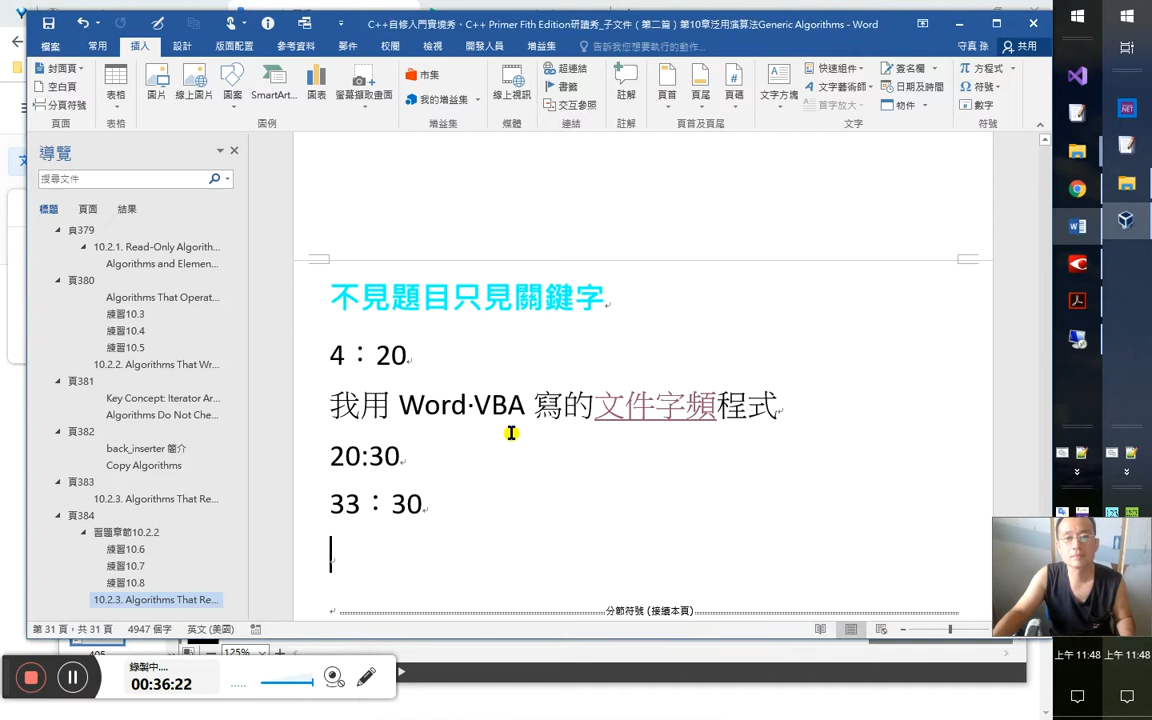 C++自修入門實境秀、C++ Primer Fith Edition研讀秀_子文件（第二篇）第10章泛用演算法Generic Algorithms - Word
檔案 常用 插入 設計 版面配置 參考資料 郵件 校閱 檢視 開發人員 增益集 告訴我您想要執行的動作... 守真 孫 共用
封面頁
空白頁
分頁符號
頁面
表格
表格
圖片 線上圖片 圖案 SmartArt... 圖表 螢幕擷取畫面
圖例
市集
我的增益集
增益集
線上視訊
媒體
超連結
書籤
交互參照
連結
註解
註解
頁首 頁尾 頁碼
頁首及頁尾
文字方塊
快速組件
文字藝術師
首字放大
簽名欄
日期及時間
物件
文字
方程式
符號
數字
符號
導覽
搜尋文件
標題 頁面 結果
頁379
10.2.1. Read-Only Algorith...
Algorithms and Elemen...
頁380
Algorithms That Operat...
練習10.3
練習10.4
練習10.5
10.2.2. Algorithms That Wr...
頁381
Key Concept: Iterator Ar...
Algorithms Do Not Che...
頁382
back_inserter 簡介
Copy Algorithms
頁383
10.2.3. Algorithms That Re...
頁384
習題章節10.2.2
練習10.6
練習10.7
練習10.8
10.2.3. Algorithms That Re...
不見題目只見關鍵字
4：20
我用 Word·VBA 寫的文件字頻程式
20:30
33：30
分節符號 (接續本頁)
第 31 頁，共 31 頁 4947 個字 英文 (美國)
125%
錄製中....
00:36:22
上午 11:48 上午 11:48